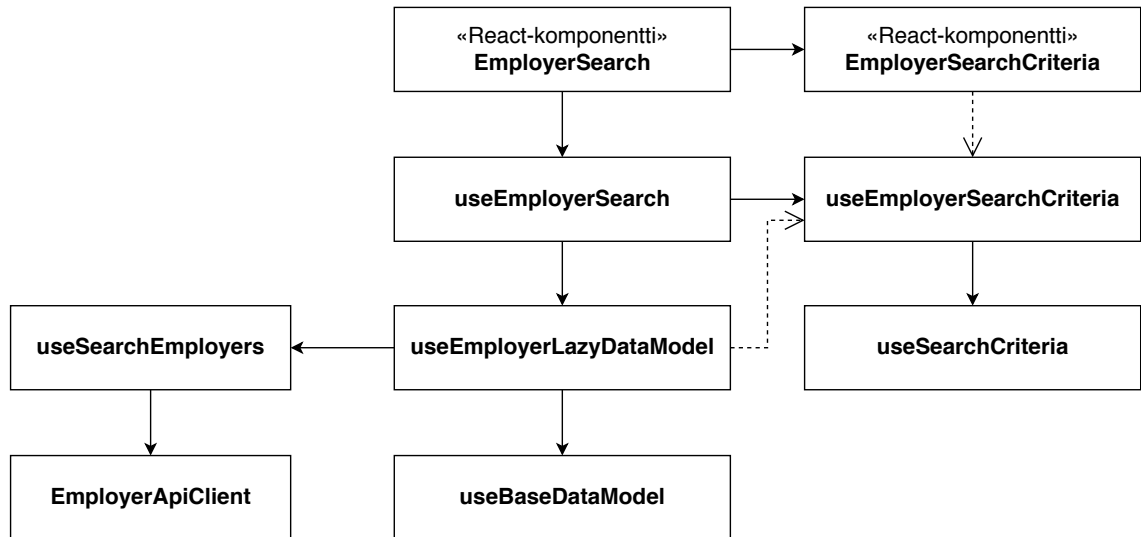 «React-komponentti»
EmployerSearch
«React-komponentti»
EmployerSearchCriteria
useEmployerSearch
useEmployerSearchCriteria
useSearchEmployers
useEmployerLazyDataModel
useSearchCriteria
EmployerApiClient
useBaseDataModel